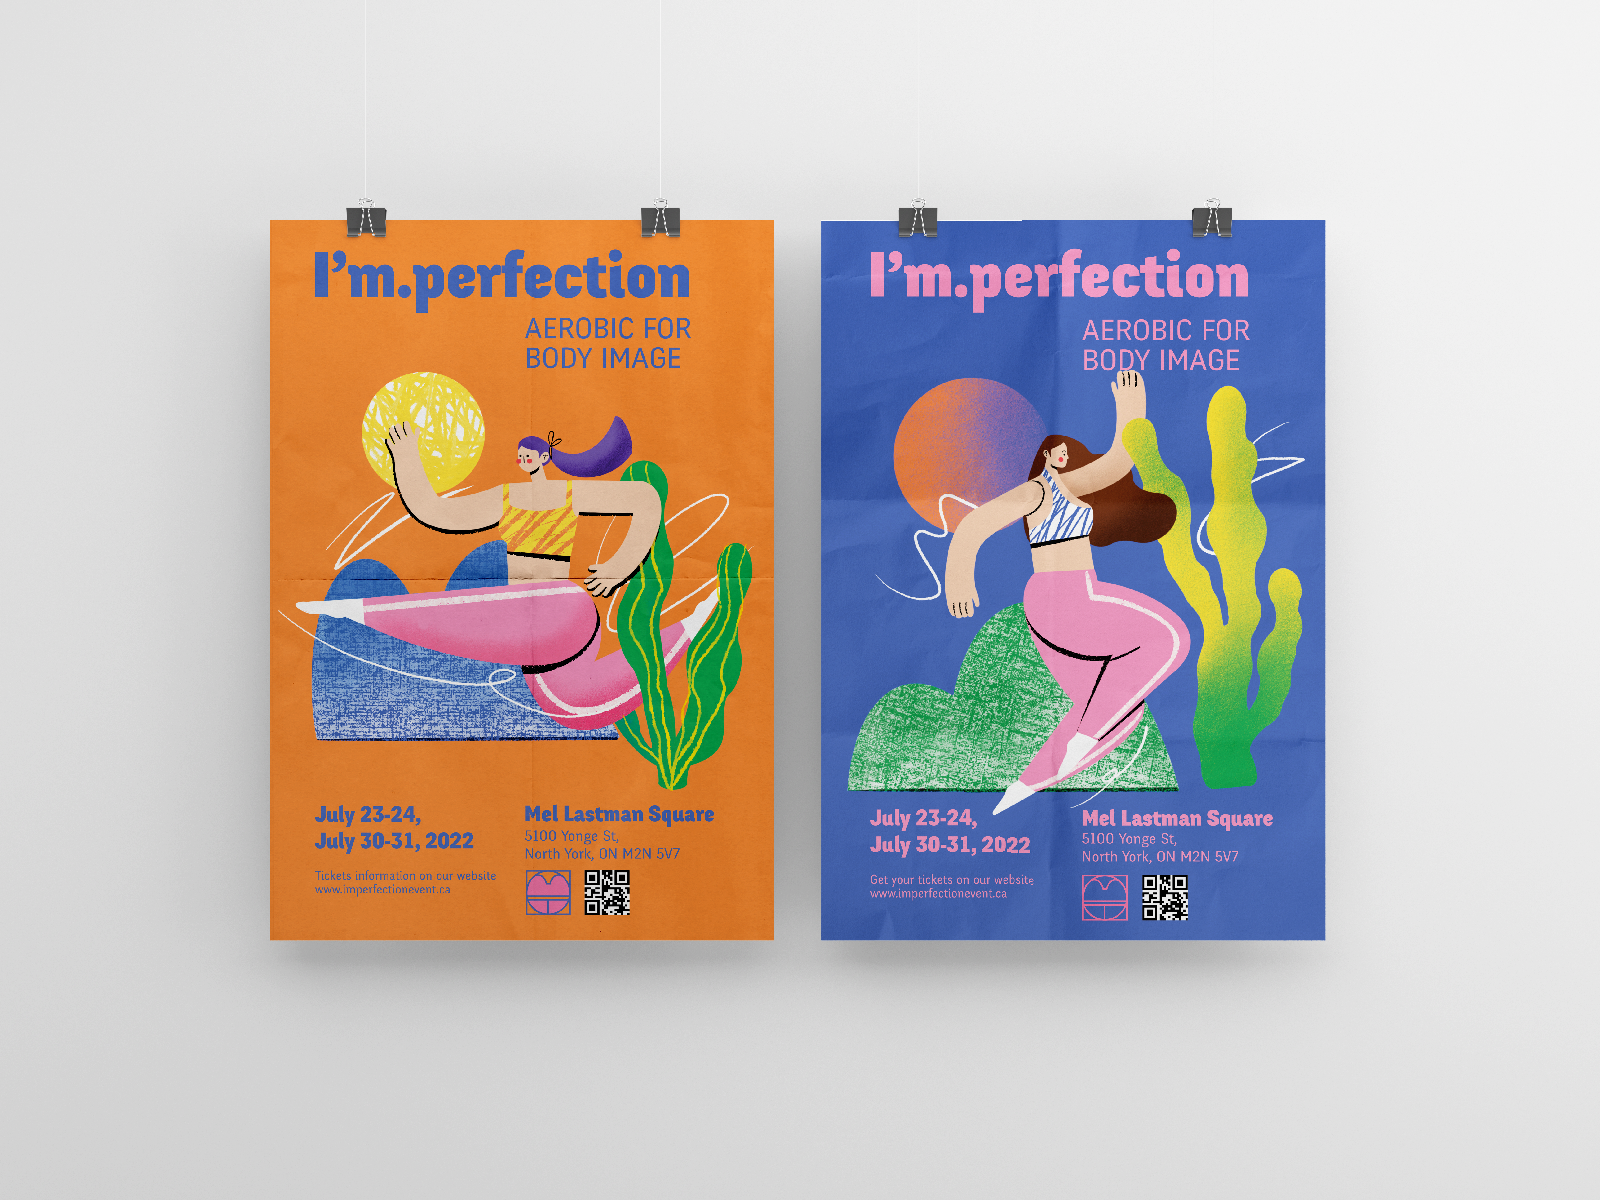 I'm.perfection
AEROBIC FOR
BODY IMAGE
July 23-24,
July 30-31, 2022
Mel Lastman Square
5100 Yonge St,
North York, ON M2N 5V7
Tickets information on our website
www.imperfectionevent.ca
I'm.perfection
AEROBIC FOR
BODY IMAGE
July 23-24,
July 30-31, 2022
Mel Lastman Square
5100 Yonge St,
North York, ON M2N 5V7
Get your tickets on our website
www.imperfectionevent.ca